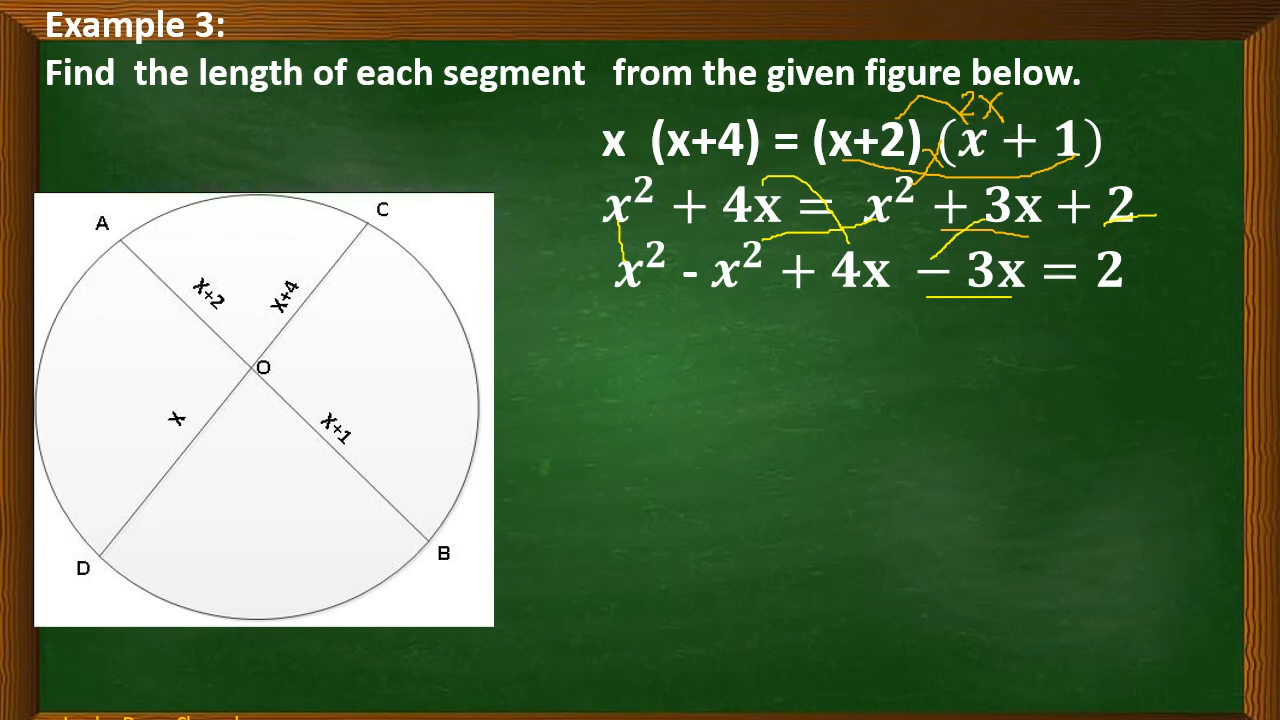 Example 3:
Find the length of each segment from the given figure below.
2x
x (x+4) = (x+2) (x + 1)
x
x² + 4x = x² + 3x + 2
x² - x² + 4x − 3x = 2
A
C
x+2
x+4
O
x
x+1
D
B